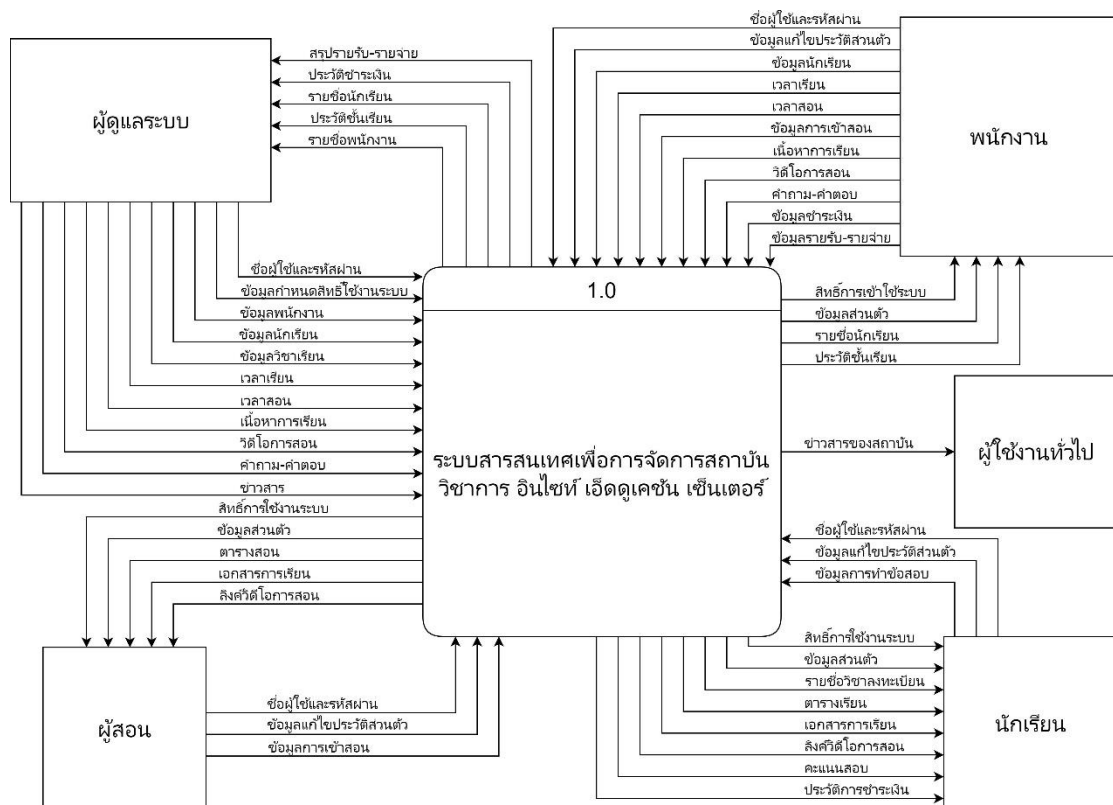 ชื่อผู้ใช้และรหัสผ่าน
ข้อมูลแก้ไขประวัติส่วนตัว
ข้อมูลนักเรียน
เวลาเรียน
เวลาสอน
ข้อมูลการเข้าสอน
เนื้อหาการเรียน
วิดีโอการสอน
คำถาม-คำตอบ
ข้อมูลชำระเงิน
ข้อมูลรายรับ-รายจ่าย
พนักงาน
สรุปรายรับ-รายจ่าย
ประวัติชำระเงิน
รายชื่อนักเรียน
ประวัติชั้นเรียน
รายชื่อพนักงาน
ผู้ดูแลระบบ
ชื่อผู้ใช้และรหัสผ่าน
ข้อมูลกำหนดสิทธิ์ใช้งานระบบ
ข้อมูลพนักงาน
ข้อมูลนักเรียน
ข้อมูลวิชาเรียน
เวลาเรียน
เวลาสอน
เนื้อหาการเรียน
วิดีโอการสอน
คำถาม-คำตอบ
ข่าวสาร
1.0
ระบบสารสนเทศเพื่อการจัดการสถาบัน
วิชาการ อินไซท์ เอ็ดดูเคชัน เซ็นเตอร์
สิทธิ์การเข้าใช้ระบบ
ข้อมูลส่วนตัว
รายชื่อนักเรียน
ประวัติชั้นเรียน
ข่าวสารของสถาบัน
ผู้ใช้งานทั่วไป
สิทธิ์การใช้งานระบบ
ข้อมูลส่วนตัว
ตารางสอน
เอกสารการเรียน
ลิงค์วิดีโอการสอน
ผู้สอน
ชื่อผู้ใช้และรหัสผ่าน
ข้อมูลแก้ไขประวัติส่วนตัว
ข้อมูลการเข้าสอน
ชื่อผู้ใช้และรหัสผ่าน
ข้อมูลแก้ไขประวัติส่วนตัว
ข้อมูลการทำข้อสอบ
สิทธิ์การใช้งานระบบ
ข้อมูลส่วนตัว
รายชื่อวิชาลงทะเบียน
ตารางเรียน
เอกสารการเรียน
ลิงค์วิดีโอการสอน
คะแนนสอบ
ประวัติการชำระเงิน
นักเรียน